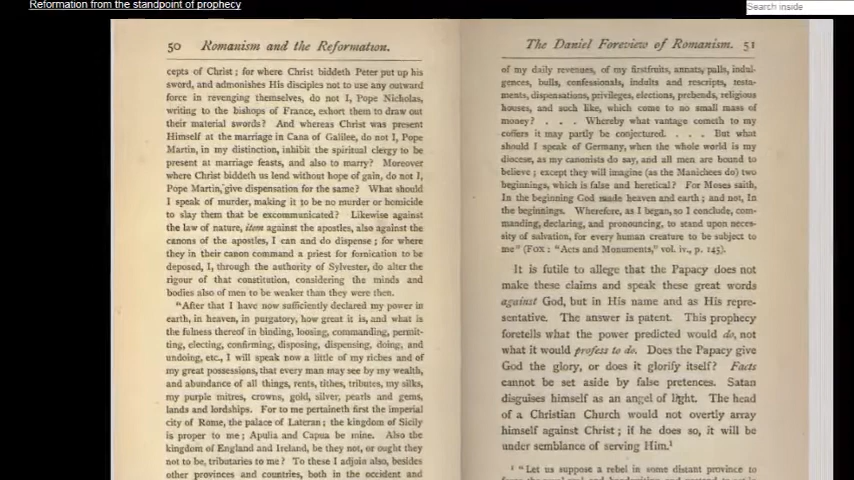 Reformation from the standpoint of prophecy
Search inside
50 Romanism and the Reformation.
cepts of Christ; for where Christ biddeth Peter put up his
sword, and admonishes His disciples not to use any outward
force in revenging themselves, do not I, Pope Nicholas,
writing to the bishops of France, exhort them to draw out
their material swords? And whereas Christ was present
Himself at the marriage in Cana of Galilee, do not I, Pope
Martin, in my distinction, inhibit the spiritual clergy to be
present at marriage feasts, and also to marry? Moreover
where Christ biddeth us lend without hope of gain, do not I,
Pope Martin, give dispensation for the same? What should
I speak of murder, making it to be no murder or homicide
to slay them that be excommunicated? Likewise against
the law of nature, item against the apostles, also against the
canons of the apostles, I can and do dispense; for where
they in their canon command a priest for fornication to be
deposed, I, through the authority of Sylvester, do alter the
rigour of that constitution, considering the minds and
bodies also of men to be weaker than they were then.
"After that I have now sufficiently declared my power in
earth, in heaven, in purgatory, how great it is, and what is
the fulness thereof in binding, loosing, commanding, permit-
ting, electing, confirming, disposing, dispensing, doing, and
undoing, etc., I will speak now a little of my riches and of
my great possessions, that every man may see by my wealth,
and abundance of all things, rents, tithes, tributes, my silks,
my purple mitres, crowns, gold, silver, pearls and gems,
lands and lordships. For to me pertaineth first the imperial
city of Rome, the palace of Lateran; the kingdom of Sicily
is proper to me; Apulia and Capua be mine. Also the
kingdom of England and Ireland, be they not, or ought they
not to be, tributaries to me? To these I adjoin also, besides
other provinces and countries, both in the occident and
The Daniel Foreview of Romanism. 51
of my daily revenues, of my firstfruits, annats, palls, indul-
gences, bulls, confessionals, indults and rescripts, testa-
ments, dispensations, privileges, elections, prebends, religious
houses, and such like, which come to no small mass of
money? . . . Whereby what vantage cometh to my
coffers it may partly be conjectured. . . . But what
should I speak of Germany, when the whole world is my
diocese, as my canonists do say, and all men are bound to
believe; except they will imagine (as the Manichees do) two
beginnings, which is false and heretical? For Moses saith,
In the beginning God made heaven and earth; and not, In
the beginnings. Wherefore, as I began, so I conclude, com-
manding, declaring, and pronouncing, to stand upon neces-
sity of salvation, for every human creature to be subject to
me" (FOX: "Acts and Monuments," vol. iv., p. 145).
It is futile to allege that the Papacy does not
make these claims and speak these great words
against God, but in His name and as His repre-
sentative. The answer is patent. This prophecy
foretells what the power predicted would do, not
what it would profess to do. Does the Papacy give
God the glory, or does it glorify itself? Facts
cannot be set aside by false pretences. Satan
disguises himself as an angel of light. The head
of a Christian Church would not overtly array
himself against Christ; if he does so, it will be
under semblance of serving Him.¹
¹ "Let us suppose a rebel in some distant province to